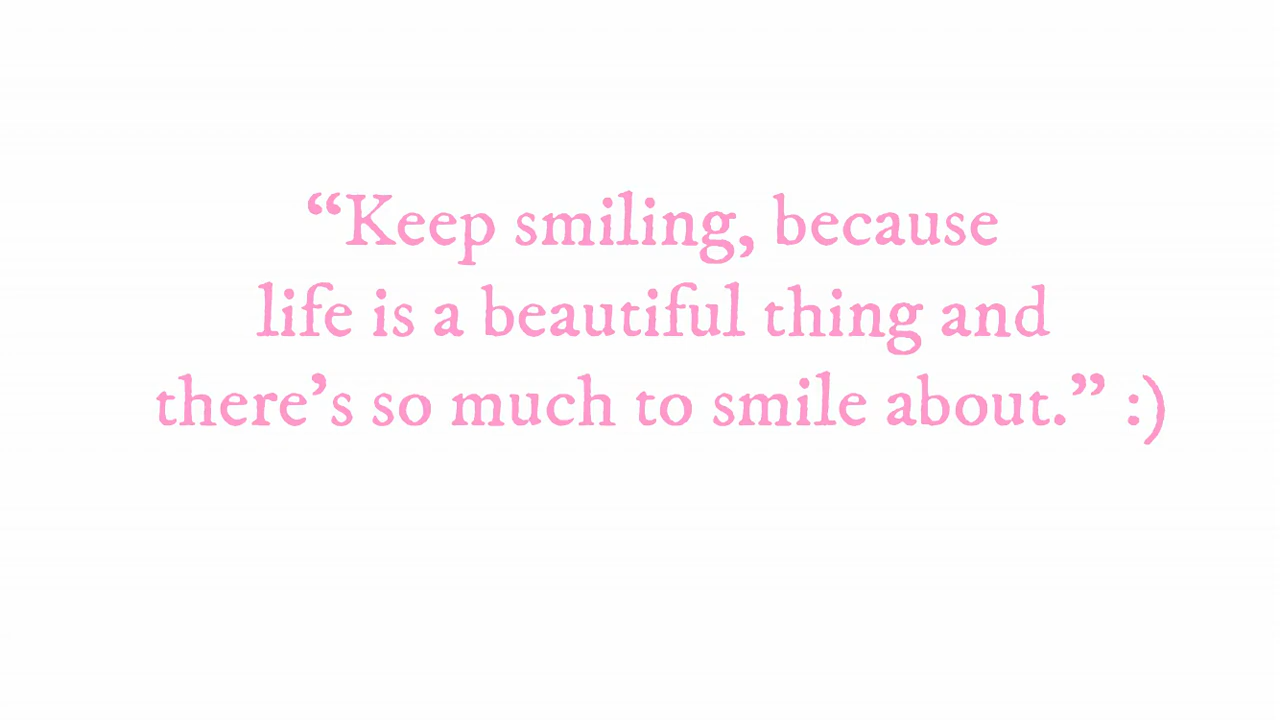 “Keep smiling, because
life is a beautiful thing and
there’s so much to smile about.” :)